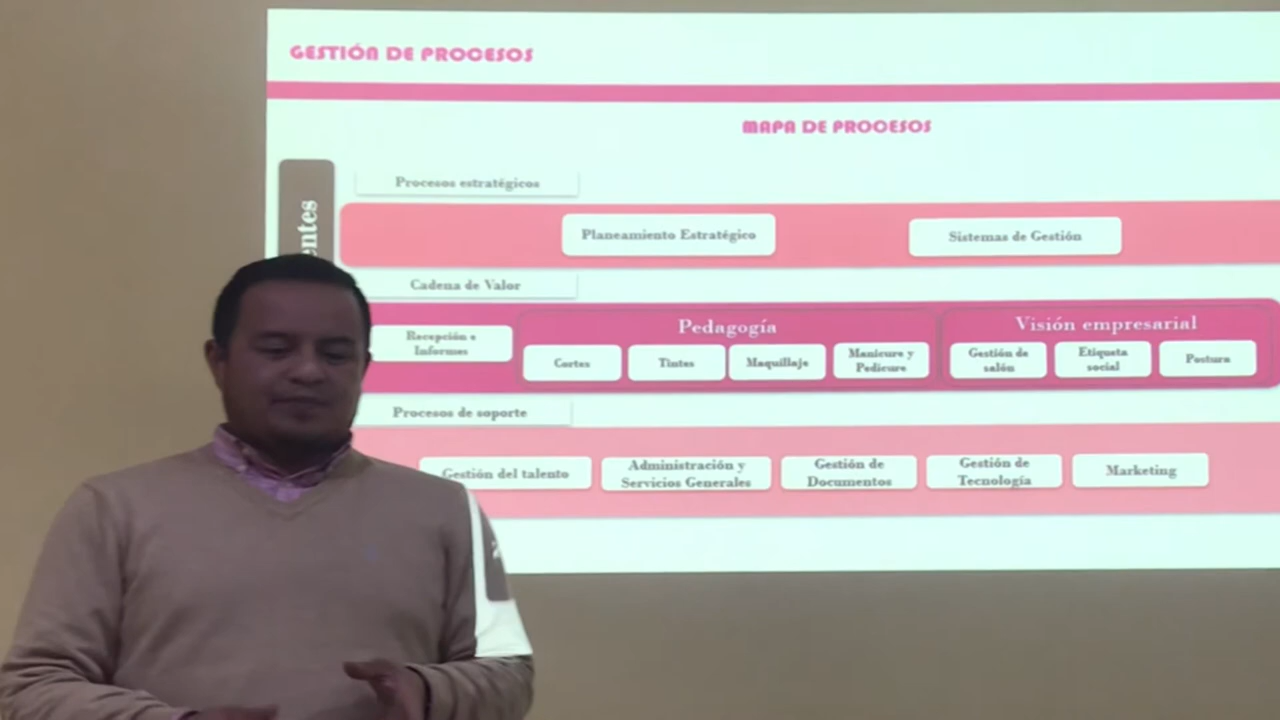 GESTIÓN DE PROCESOS
MAPA DE PROCESOS
Procesos estratégicos
Planeamiento Estratégico
Sistemas de Gestión
Cadena de Valor
Recepción e
Informes
Pedagogía
Cortes
Tintes
Maquillaje
Manicure y
Pedicure
Visión empresarial
Gestión de
salón
Etiqueta
social
Postura
Procesos de soporte
Gestión del talento
Administración y
Servicios Generales
Gestión de
Documentos
Gestión de
Tecnología
Marketing